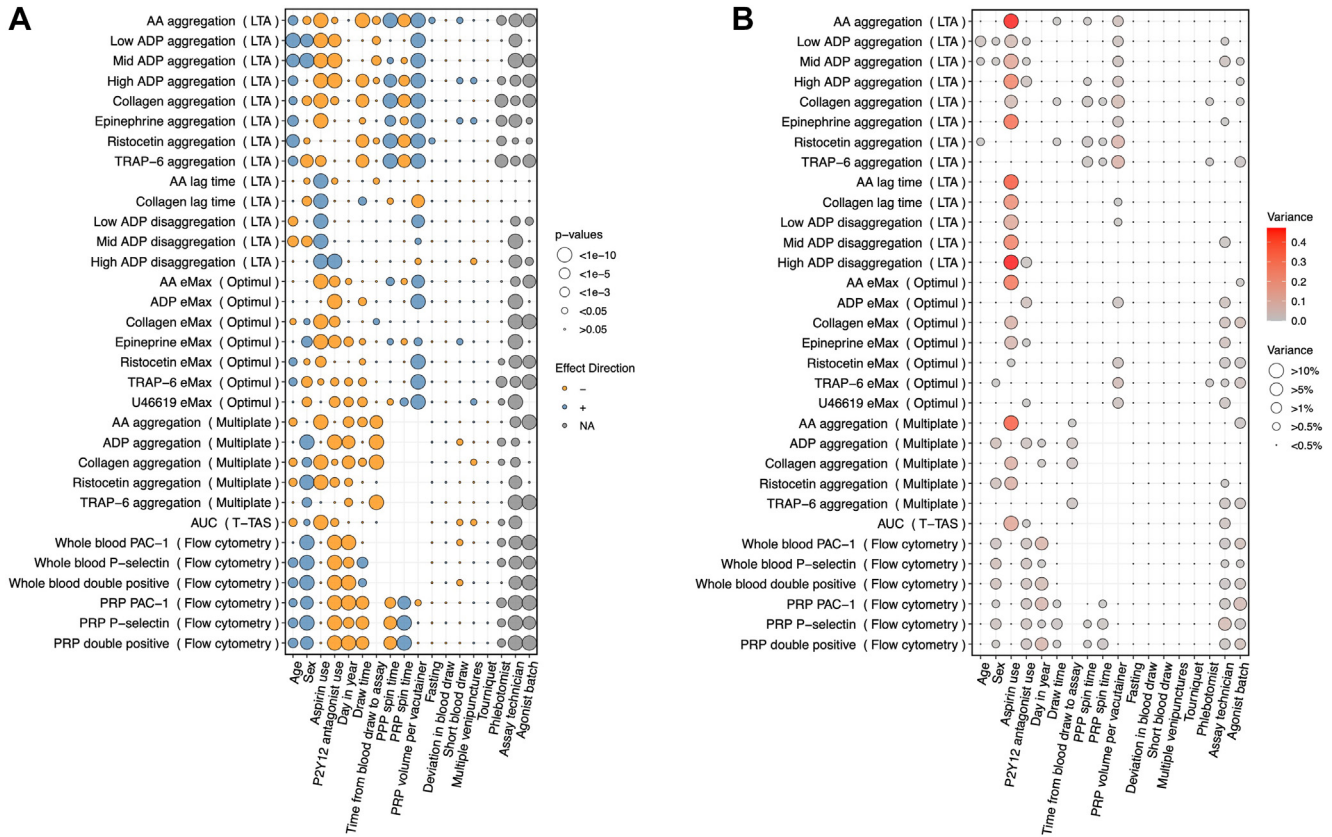 A
AA aggregation ( LTA )
Low ADP aggregation ( LTA )
Mid ADP aggregation ( LTA )
High ADP aggregation ( LTA )
Collagen aggregation ( LTA )
Epinephrine aggregation ( LTA )
Ristocetin aggregation ( LTA )
TRAP-6 aggregation ( LTA )
AA lag time ( LTA )
Collagen lag time ( LTA )
Low ADP disaggregation ( LTA )
Mid ADP disaggregation ( LTA )
High ADP disaggregation ( LTA )
AA eMax ( Optimul )
ADP eMax ( Optimul )
Collagen eMax ( Optimul )
Epineprine eMax ( Optimul )
Ristocetin eMax ( Optimul )
TRAP-6 eMax ( Optimul )
U46619 eMax ( Optimul )
AA aggregation ( Multiplate )
ADP aggregation ( Multiplate )
Collagen aggregation ( Multiplate )
Ristocetin aggregation ( Multiplate )
TRAP-6 aggregation ( Multiplate )
AUC ( T-TAS )
Whole blood PAC-1 ( Flow cytometry )
Whole blood P-selectin ( Flow cytometry )
Whole blood double positive ( Flow cytometry )
PRP PAC-1 ( Flow cytometry )
PRP P-selectin ( Flow cytometry )
PRP double positive ( Flow cytometry )
Age
Sex
Aspirin use
P2Y12 antagonist use
Day in year
Draw time
Time from blood draw to assay
PPP spin time
PRP spin time
PRP volume per vacutainer
Fasting
Deviation in blood draw
Short blood draw
Multiple venipunctures
Tourniquet
Phlebotomist
Assay technician
Agonist batch
p-values
<1e-10
<1e-5
<1e-3
<0.05
>0.05
Effect Direction
−
+
NA
B
AA aggregation ( LTA )
Low ADP aggregation ( LTA )
Mid ADP aggregation ( LTA )
High ADP aggregation ( LTA )
Collagen aggregation ( LTA )
Epinephrine aggregation ( LTA )
Ristocetin aggregation ( LTA )
TRAP-6 aggregation ( LTA )
AA lag time ( LTA )
Collagen lag time ( LTA )
Low ADP disaggregation ( LTA )
Mid ADP disaggregation ( LTA )
High ADP disaggregation ( LTA )
AA eMax ( Optimul )
ADP eMax ( Optimul )
Collagen eMax ( Optimul )
Epineprine eMax ( Optimul )
Ristocetin eMax ( Optimul )
TRAP-6 eMax ( Optimul )
U46619 eMax ( Optimul )
AA aggregation ( Multiplate )
ADP aggregation ( Multiplate )
Collagen aggregation ( Multiplate )
Ristocetin aggregation ( Multiplate )
TRAP-6 aggregation ( Multiplate )
AUC ( T-TAS )
Whole blood PAC-1 ( Flow cytometry )
Whole blood P-selectin ( Flow cytometry )
Whole blood double positive ( Flow cytometry )
PRP PAC-1 ( Flow cytometry )
PRP P-selectin ( Flow cytometry )
PRP double positive ( Flow cytometry )
Age
Sex
Aspirin use
P2Y12 antagonist use
Day in year
Draw time
Time from blood draw to assay
PPP spin time
PRP spin time
PRP volume per vacutainer
Fasting
Deviation in blood draw
Short blood draw
Multiple venipunctures
Tourniquet
Phlebotomist
Assay technician
Agonist batch
Variance
0.4
0.3
0.2
0.1
0.0
Variance
>10%
>5%
>1%
>0.5%
<0.5%